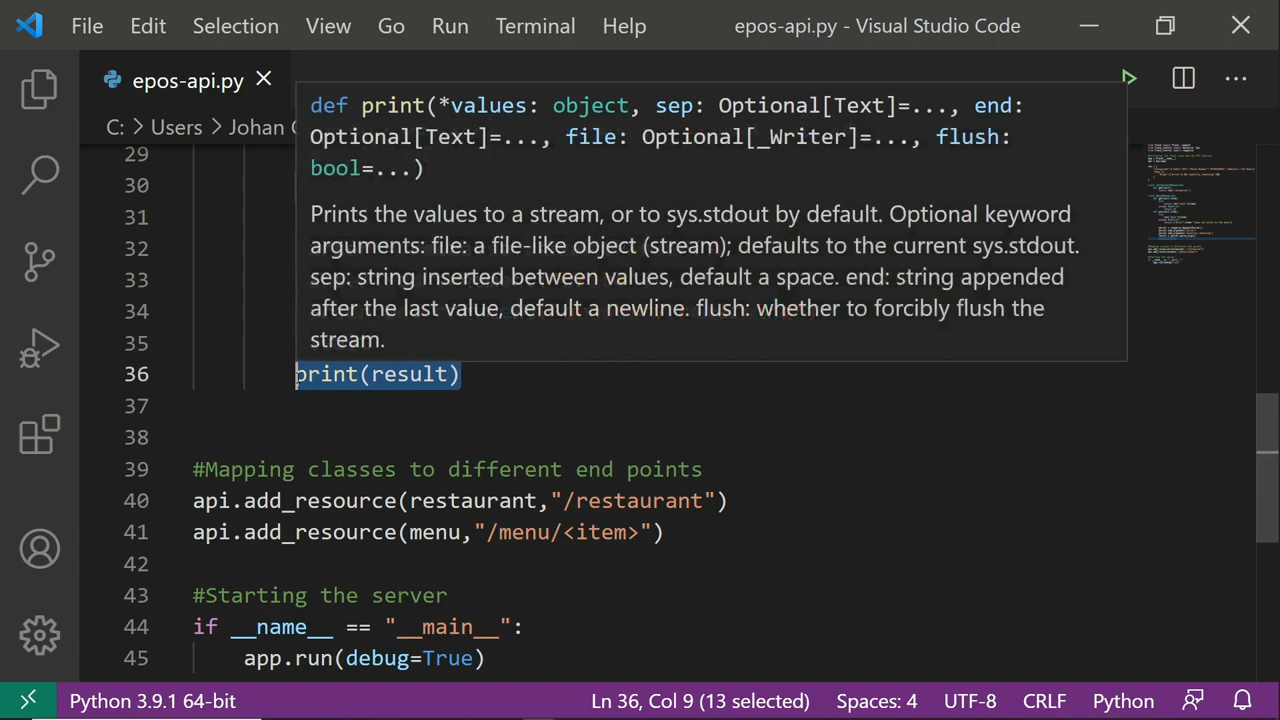 File Edit Selection View Go Run Terminal Help epos-api.py - Visual Studio Code
epos-api.py
C: > Users > Johan
def print(*values: object, sep: Optional[Text]=..., end:
Optional[Text]=..., file: Optional[_Writer]=..., flush:
bool=...)
Prints the values to a stream, or to sys.stdout by default. Optional keyword
arguments: file: a file-like object (stream); defaults to the current sys.stdout.
sep: string inserted between values, default a space. end: string appended
after the last value, default a newline. flush: whether to forcibly flush the
stream.
29
30
31
32
33
34
35
36 print(result)
37
38
39 #Mapping classes to different end points
40 api.add_resource(restaurant,"/restaurant")
41 api.add_resource(menu,"/menu/<item>")
42
43 #Starting the server
44 if __name__ == "__main__":
45 app.run(debug=True)
Python 3.9.1 64-bit Ln 36, Col 9 (13 selected) Spaces: 4 UTF-8 CRLF Python